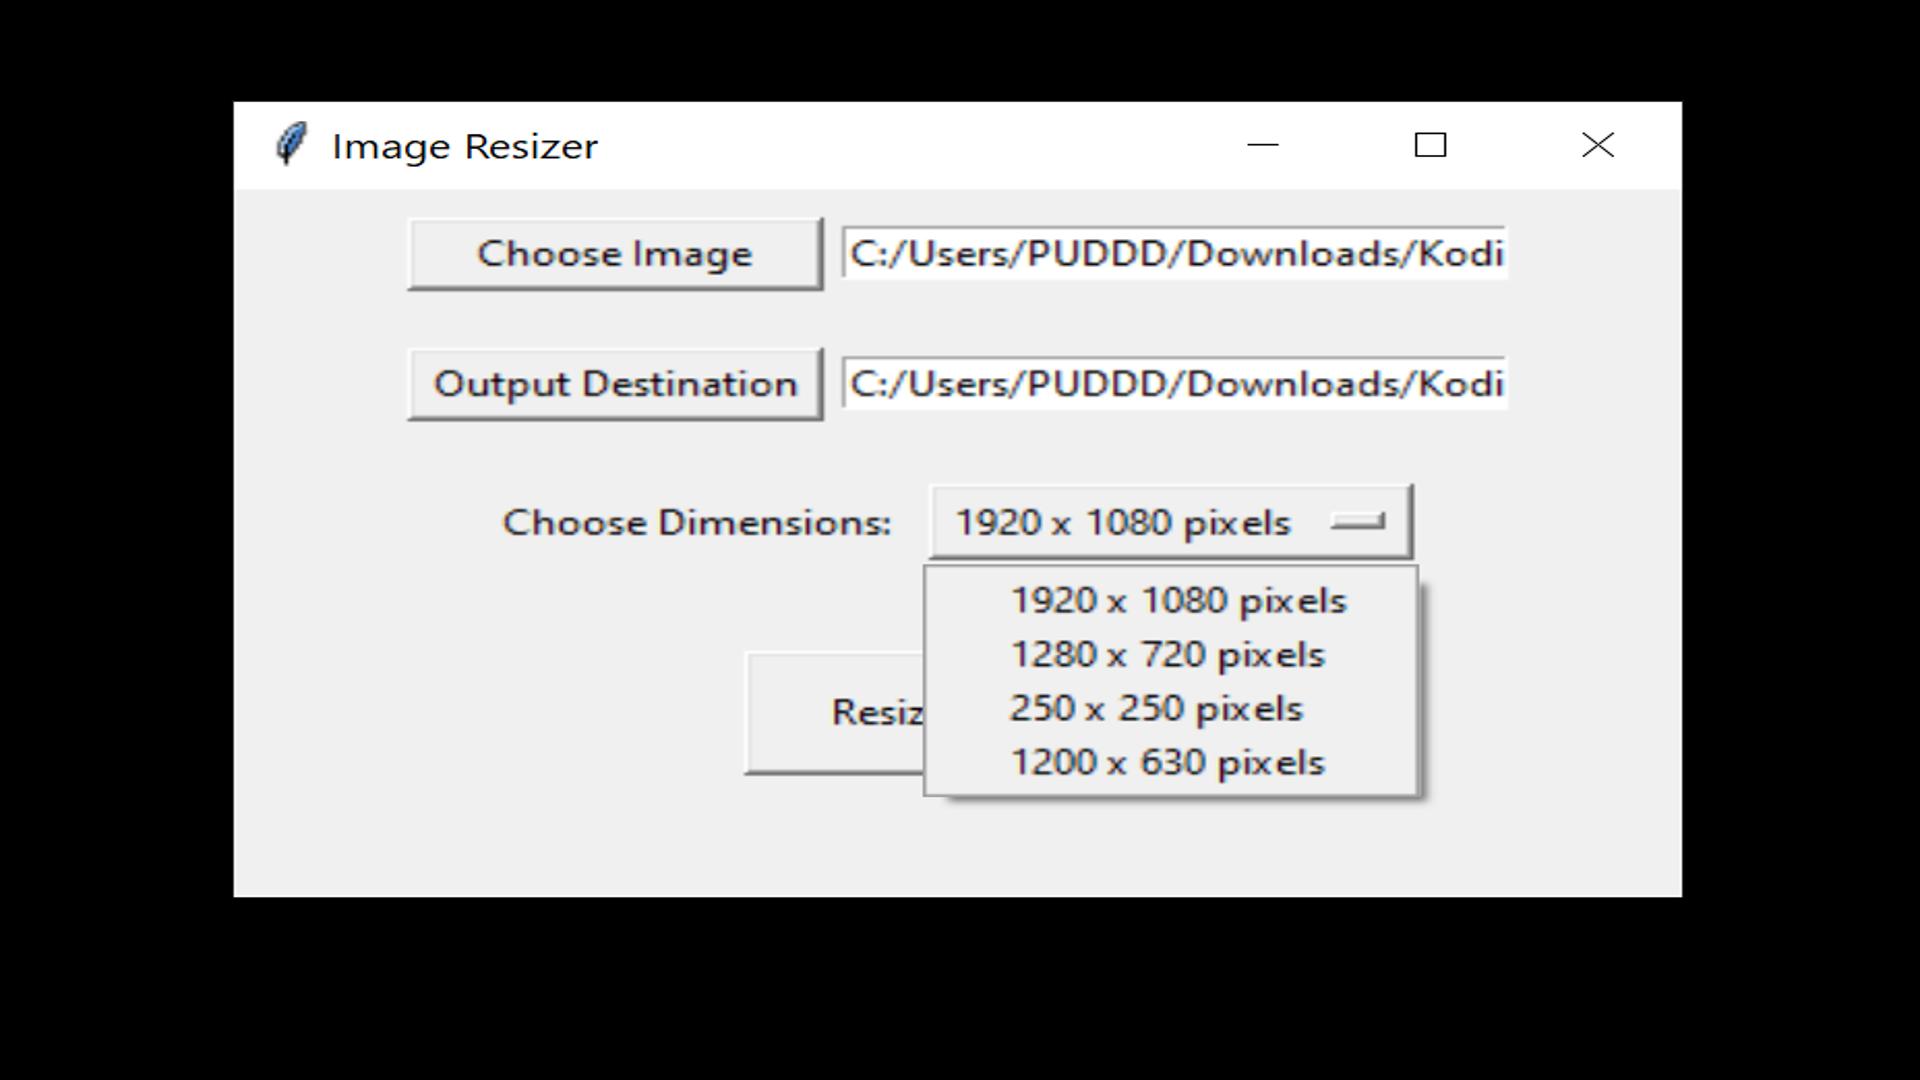 Image Resizer
Choose Image C:/Users/PUDDD/Downloads/Kodi
Output Destination C:/Users/PUDDD/Downloads/Kodi
Choose Dimensions: 1920 x 1080 pixels
1920 x 1080 pixels
1280 x 720 pixels
Resiz 250 x 250 pixels
1200 x 630 pixels